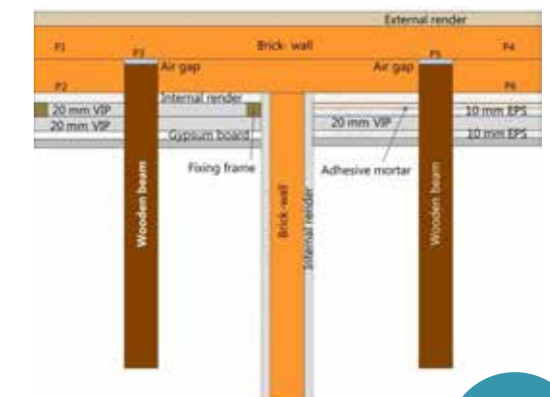 External render
P1
P3
Brick- wall
P5
P4
Air gap
Air gap
P2
P6
Internal render
20 mm VIP
10 mm EPS
20 mm VIP
20 mm VIP
Gypsum board
10 mm EPS
Fixing frame
Adhesive mortar
Wooden beam
Brick-wall
Internal render
Wooden beam